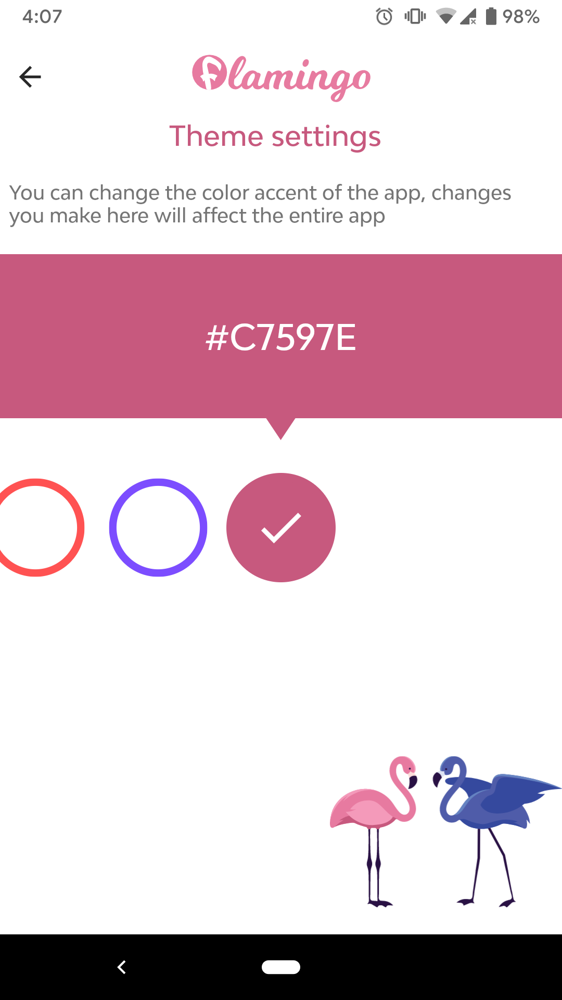 4:07
98%
Flamingo
Theme settings
You can change the color accent of the app, changes
you make here will affect the entire app
#C7597E